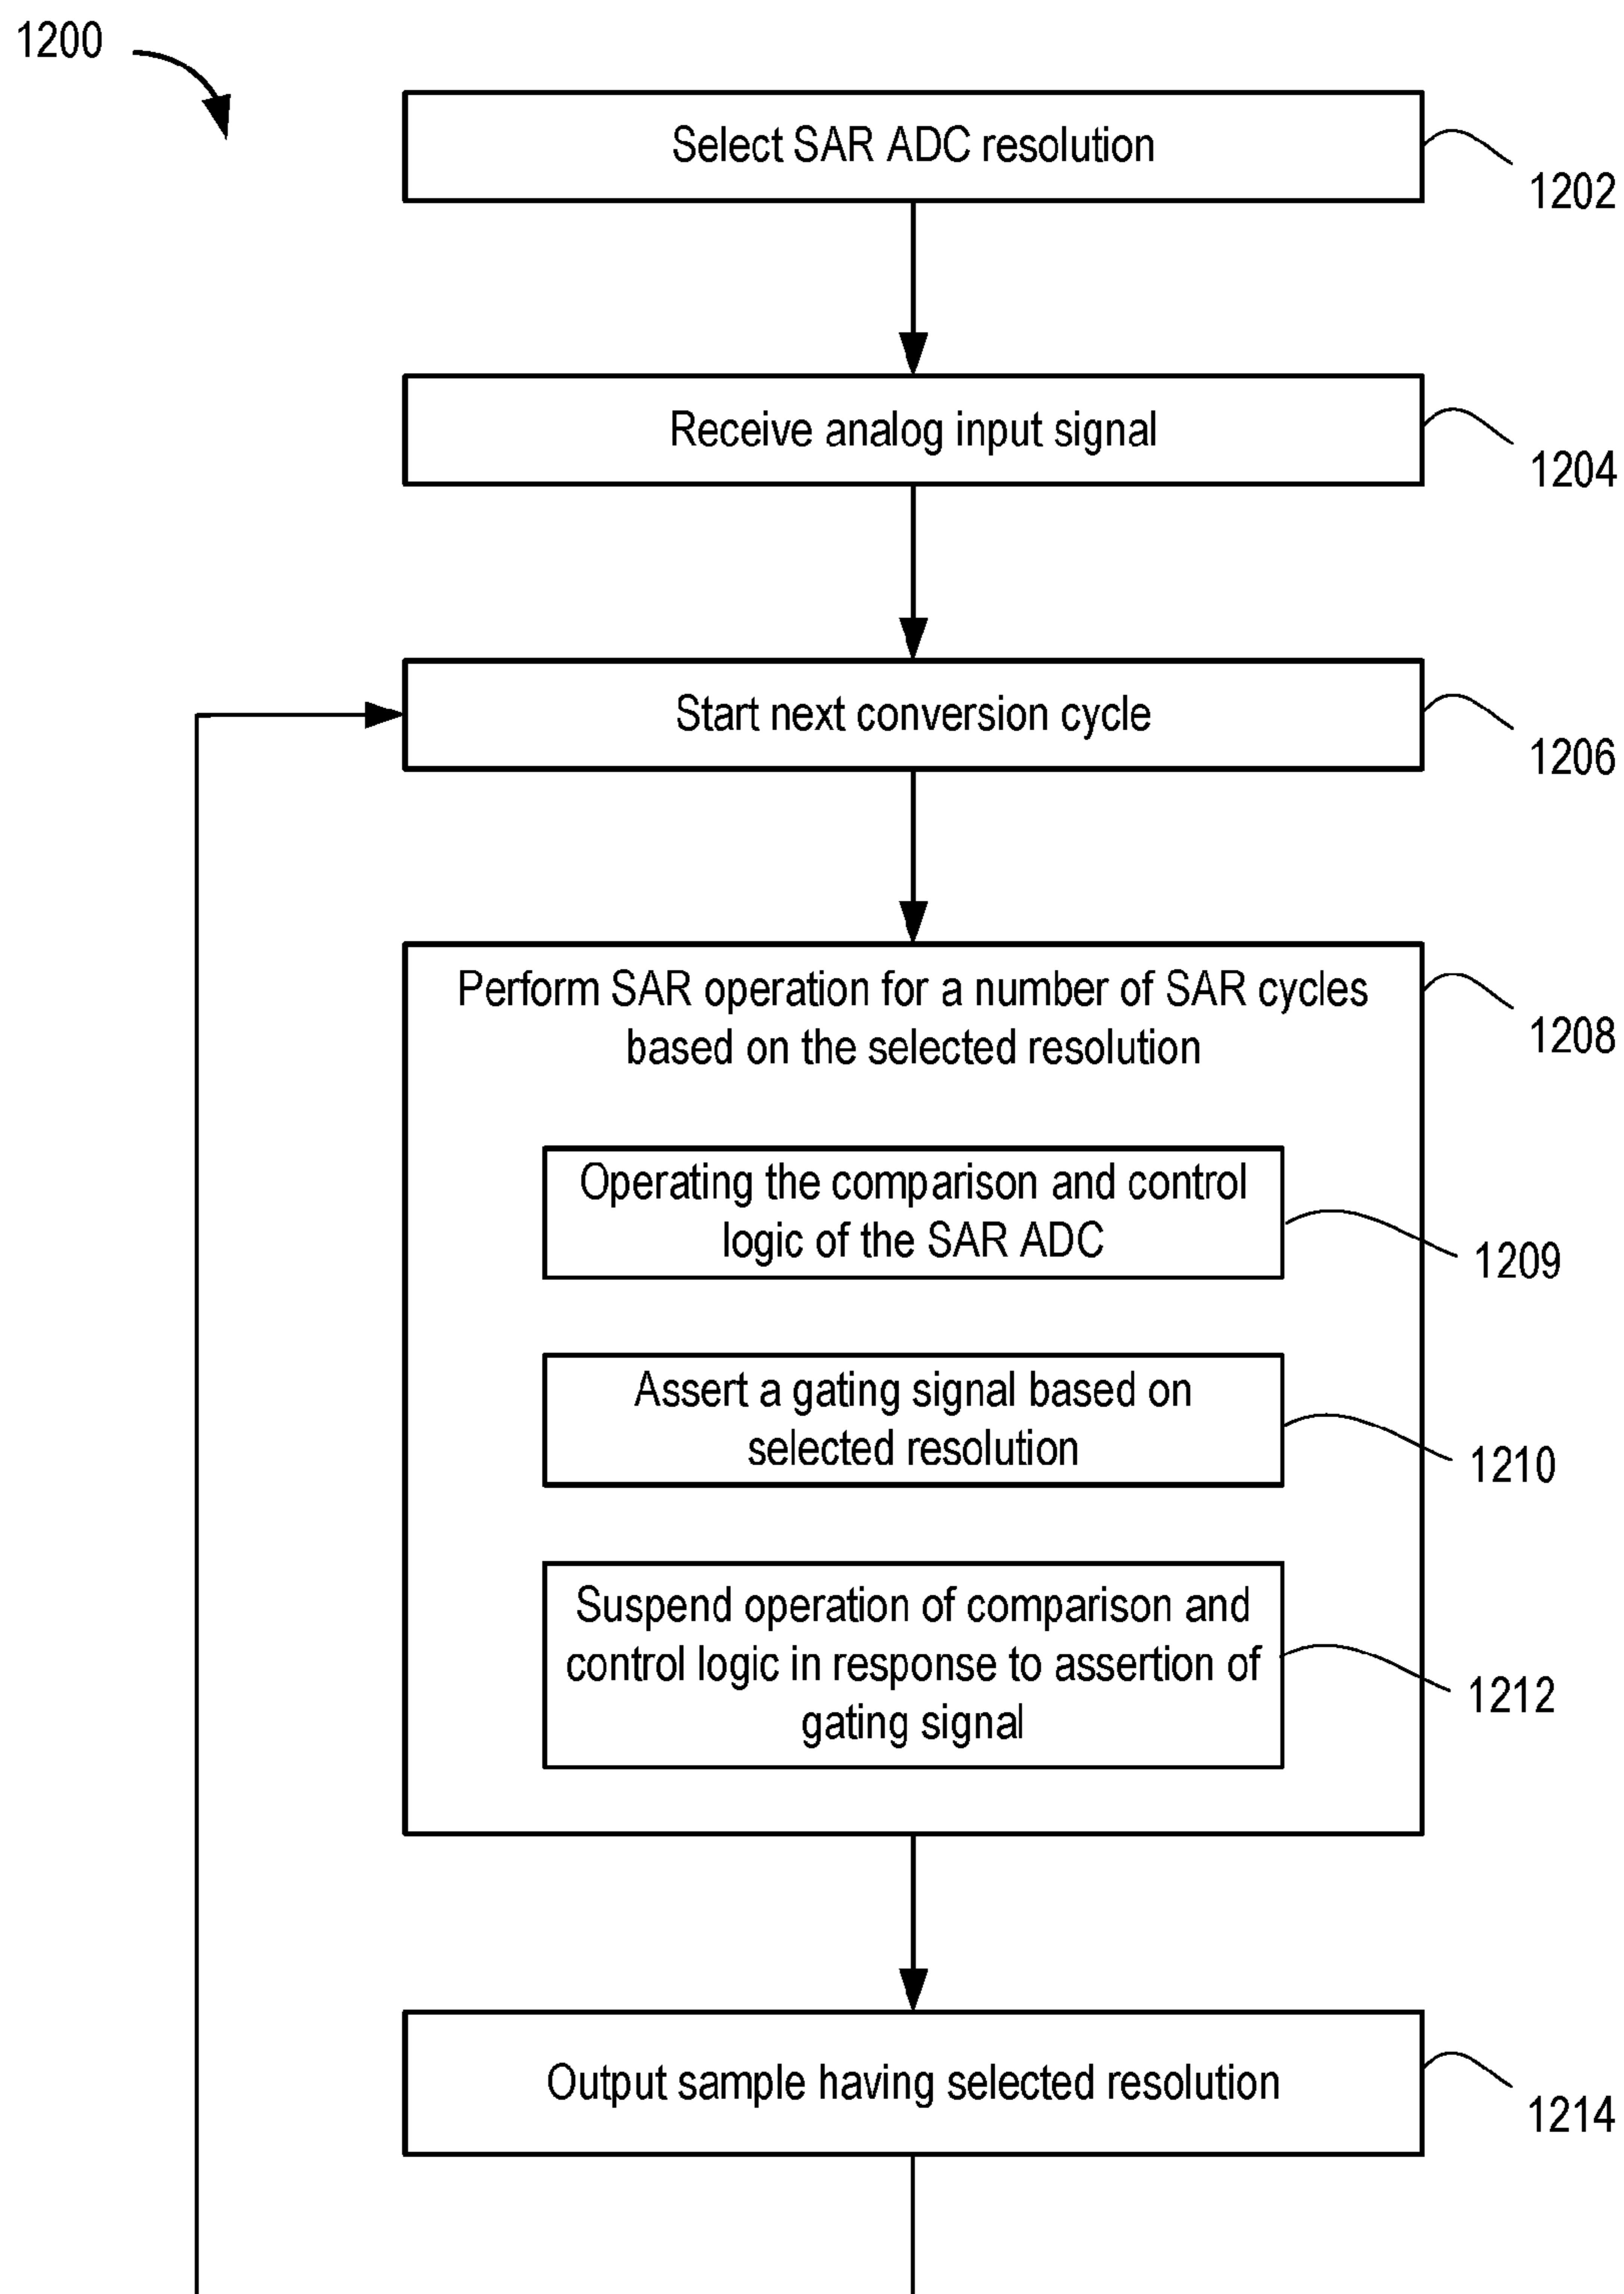 1200
Select SAR ADC resolution
1202
Receive analog input signal
1204
Start next conversion cycle
1206
Perform SAR operation for a number of SAR cycles
based on the selected resolution
1208
Operating the comparison and control
logic of the SAR ADC
1209
Assert a gating signal based on
selected resolution
1210
Suspend operation of comparison and
control logic in response to assertion of
gating signal
1212
Output sample having selected resolution
1214